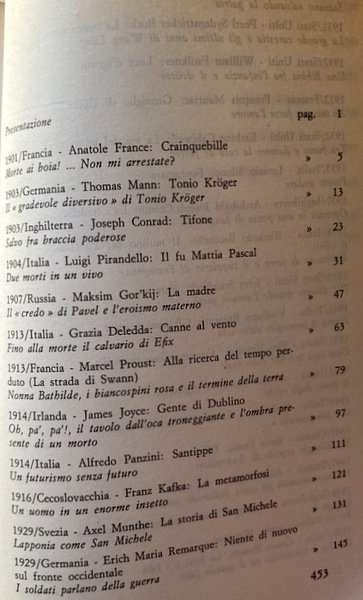 Presentazione pag. 1
1901/Francia - Anatole France: Crainquebille
Morte ai boia! ... Non mi arrestate? » 5
1903/Germania - Thomas Mann: Tonio Kröger
Il « gradevole diversivo » di Tonio Kröger » 13
1903/Inghilterra - Joseph Conrad: Tifone
Salvo fra braccia poderose » 23
1904/Italia - Luigi Pirandello: Il fu Mattia Pascal
Due morti in un vivo » 31
1907/Russia - Maksim Gor'kij: La madre
Il « credo » di Pavel e l'eroismo materno » 47
1913/Italia - Grazia Deledda: Canne al vento
Fino alla morte il calvario di Efix » 63
1913/Francia - Marcel Proust: Alla ricerca del tempo per-
duto (La strada di Swann)
Nonna Bathilde, i biancospini rosa e il termine della terra » 79
1914/Irlanda - James Joyce: Gente di Dublino
Oh, pa', pa'!, il tavolo dall'oca troneggiante e l'ombra pre-
sente di un morto » 97
1914/Italia - Alfredo Panzini: Santippe
Un futurismo senza futuro » 111
1916/Cecoslovacchia - Franz Kafka: La metamorfosi
Un uomo in un enorme insetto » 121
1929/Svezia - Axel Munthe: La storia di San Michele
Lapponia come San Michele » 131
1929/Germania - Erich Maria Remarque: Niente di nuovo
sul fronte occidentale
I soldati parlano della guerra » 145
453